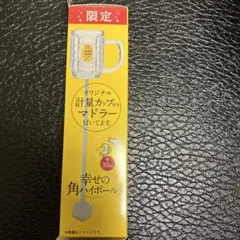 限定
オリジナル
計量カップ付き
マドラー
付いてます。
幸せの
角ハイボール